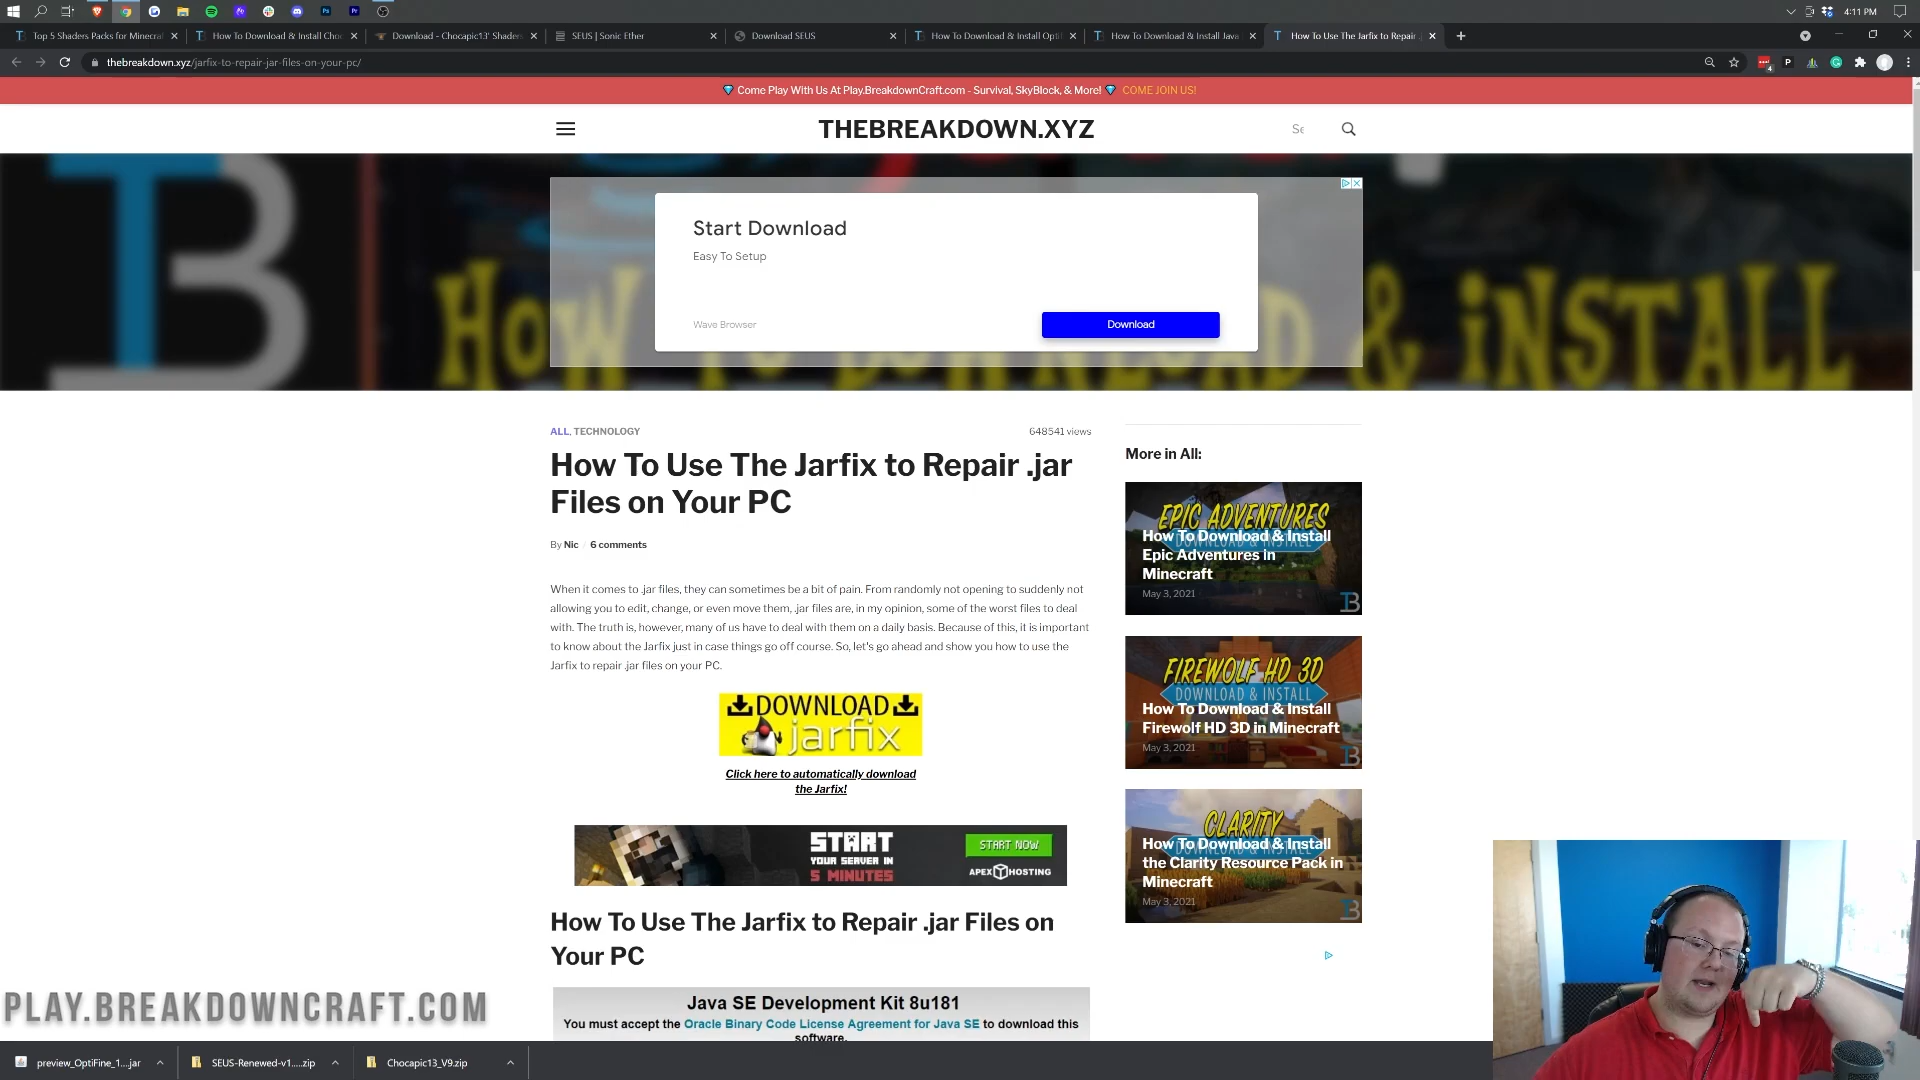 4:11 PM
Top 5 Shaders Packs for Minecra
How To Download & Install Cho
Download - Chocapic13' Shaders
SEUS | Sonic Ether
Download SEUS
How To Download & Install Opti
How To Download & Install Java
How To Use The Jarfix to Repair .j
thebreakdown.xyz/jarfix-to-repair-jar-files-on-your-pc/
Come Play With Us At Play.BreakdownCraft.com - Survival, SkyBlock, & More! COME JOIN US!
THEBREAKDOWN.XYZ
Se
HOW TO DOWNLOAD & iNSTALL
Start Download
Easy To Setup
Wave Browser
Download
ALL, TECHNOLOGY
648541 views
How To Use The Jarfix to Repair .jar
Files on Your PC
By Nic / 6 comments
When it comes to .jar files, they can sometimes be a bit of pain. From randomly not opening to suddenly not
allowing you to edit, change, or even move them, .jar files are, in my opinion, some of the worst files to deal
with. The truth is, however, many of us have to deal with them on a daily basis. Because of this, it is important
to know about the Jarfix just in case things go off course. So, let's go ahead and show you how to use the
Jarfix to repair .jar files on your PC.
DOWNLOAD
jarfix
Click here to automatically download
the Jarfix!
START
YOUR SERVER IN
5 MINUTES
START NOW
APEX HOSTING
How To Use The Jarfix to Repair .jar Files on
Your PC
Java SE Development Kit 8u181
You must accept the Oracle Binary Code License Agreement for Java SE to download this
software.
More in All:
EPIC ADVENTURES
DOWNLOAD & INSTALL
How To Download & Install
Epic Adventures in
Minecraft
May 3, 2021
FIREWOLF HD 3D
DOWNLOAD & INSTALL
How To Download & Install
Firewolf HD 3D in Minecraft
May 3, 2021
CLARITY
DOWNLOAD & INSTALL
How To Download & Install
the Clarity Resource Pack in
Minecraft
May 3, 2021
PLAY.BREAKDOWNCRAFT.COM
preview_OptiFine_1....jar
SEUS-Renewed-v1.....zip
Chocapic13_V9.zip